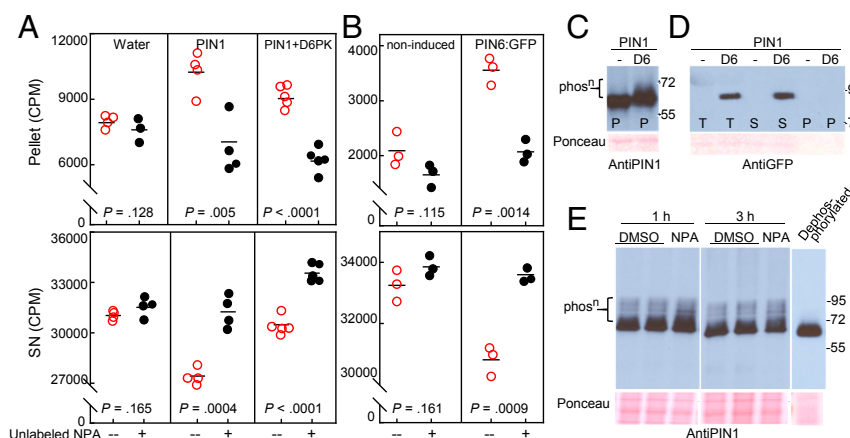 A
Water
PIN1
PIN1+D6PK
Pellet (CPM)
12000
9000
6000
0
P = .128
P = .005
P < .0001
SN (CPM)
36000
33000
30000
27000
0
P = .165
P = .0004
P < .0001
Unlabeled NPA
--
+
--
+
--
+
B
non-induced
PIN6:GFP
4000
2000
0
P = .115
P = .0014
34000
32000
30000
0
P = .161
P = .0009
--
+
--
+
C
PIN1
- D6
phosⁿ
-72
55
P P
Ponceau
AntiPIN1
D
PIN1
- D6 - D6 - D6
T T S S P P
AntiGFP
E
1 h 3 h
DMSO NPA DMSO NPA
Dephos-
phorylated
phosⁿ
-95
-72
-55
Ponceau
AntiPIN1